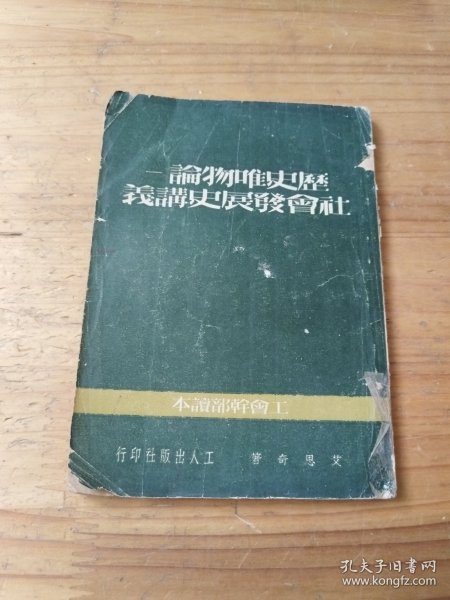 歷史唯物論—
社會發展史講義
工會幹部讀本
艾思奇著 工人出版社印行
孔夫子旧书网
www.kongfz.com